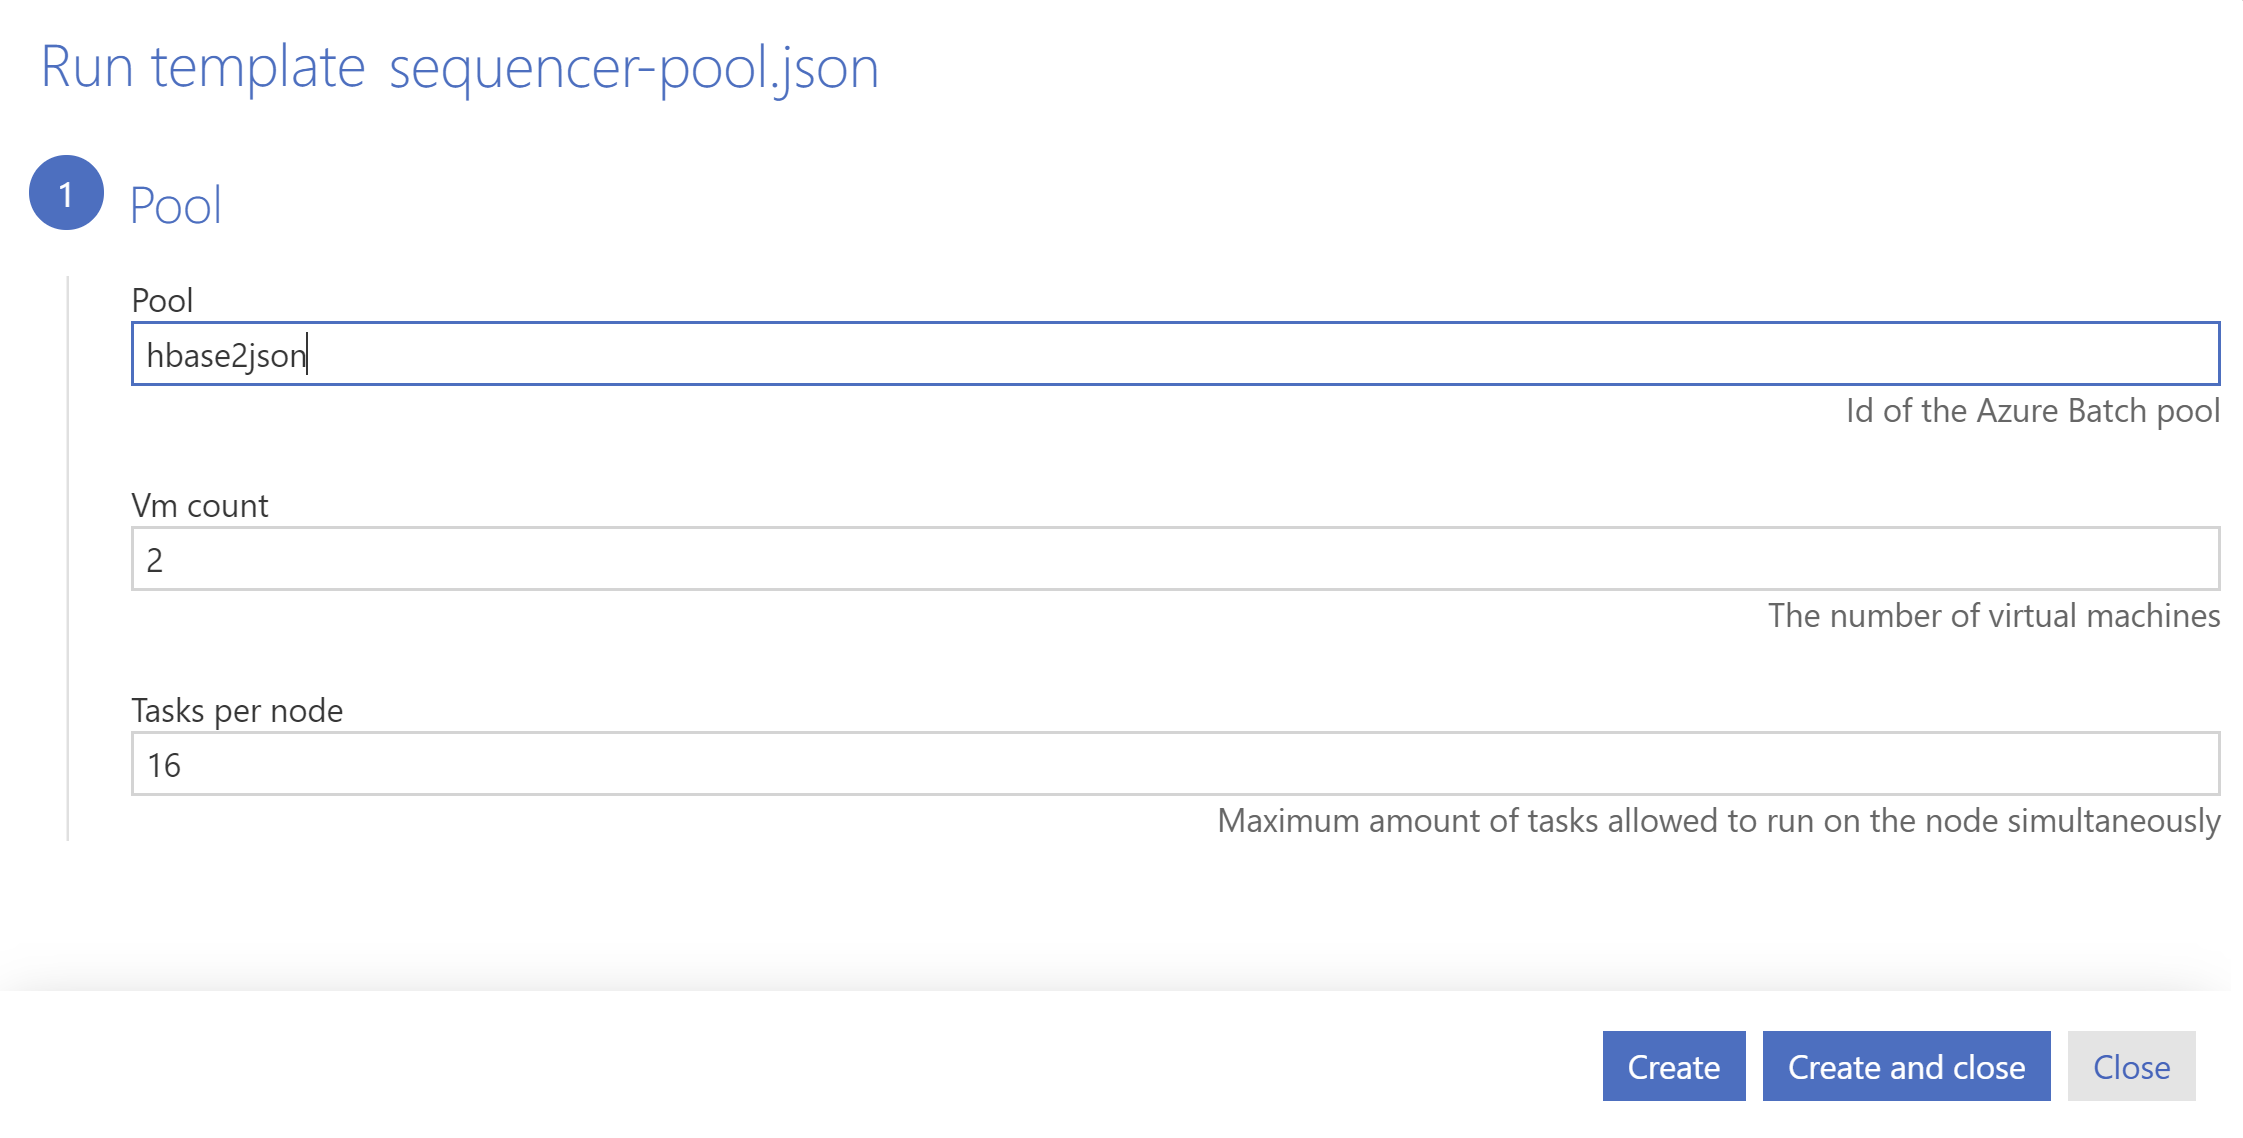 Run template sequencer-pool.json
1
Pool
Pool
hbase2json
Id of the Azure Batch pool
Vm count
2
The number of virtual machines
Tasks per node
16
Maximum amount of tasks allowed to run on the node simultaneously
Create Create and close Close